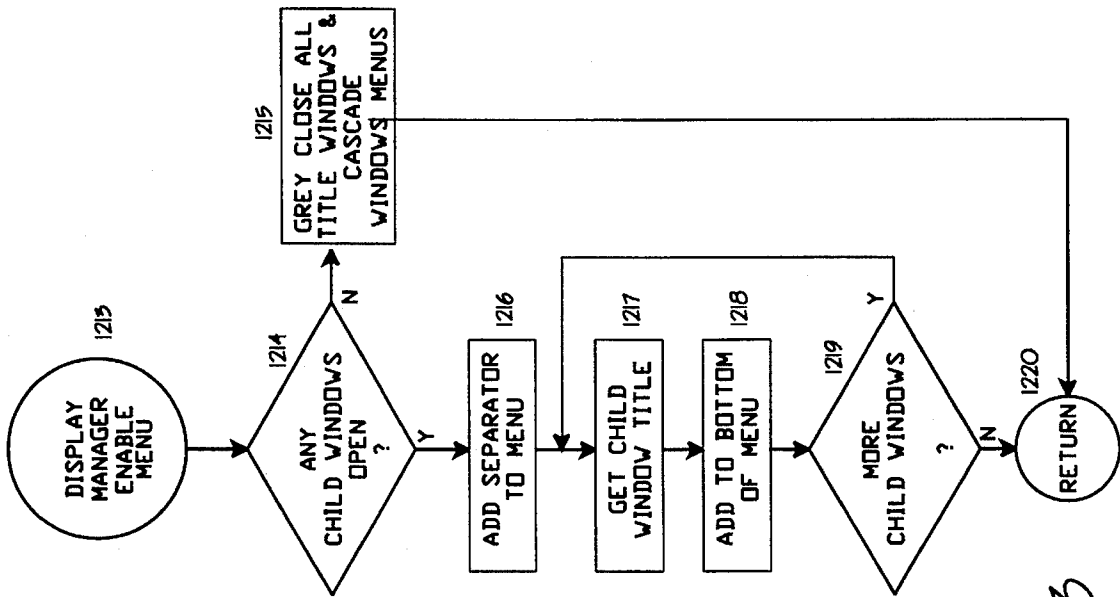 1213
DISPLAY
MANAGER
ENABLE
MENU
1214
ANY
CHILD WINDOWS
OPEN
?
N
Y
1215
GREY CLOSE ALL
TITLE WINDOWS &
CASCADE
WINDOWS MENUS
1216
ADD SEPARATOR
TO MENU
1217
GET CHILD
WINDOW TITLE
1218
ADD TO BOTTOM
OF MENU
1219
MORE
CHILD WINDOWS
?
Y
N
1220
RETURN